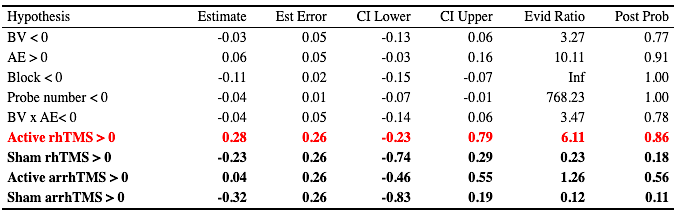 Hypothesis Estimate Est Error CI Lower CI Upper Evid Ratio Post Prob
BV < 0 -0.03 0.05 -0.13 0.06 3.27 0.77
AE > 0 0.06 0.05 -0.03 0.16 10.11 0.91
Block < 0 -0.11 0.02 -0.15 -0.07 Inf 1.00
Probe number < 0 -0.04 0.01 -0.07 -0.01 768.23 1.00
BV x AE< 0 -0.04 0.05 -0.14 0.06 3.47 0.78
Active rhTMS > 0 0.28 0.26 -0.23 0.79 6.11 0.86
Sham rhTMS > 0 -0.23 0.26 -0.74 0.29 0.23 0.18
Active arrhTMS > 0 0.04 0.26 -0.46 0.55 1.26 0.56
Sham arrhTMS > 0 -0.32 0.26 -0.83 0.19 0.12 0.11